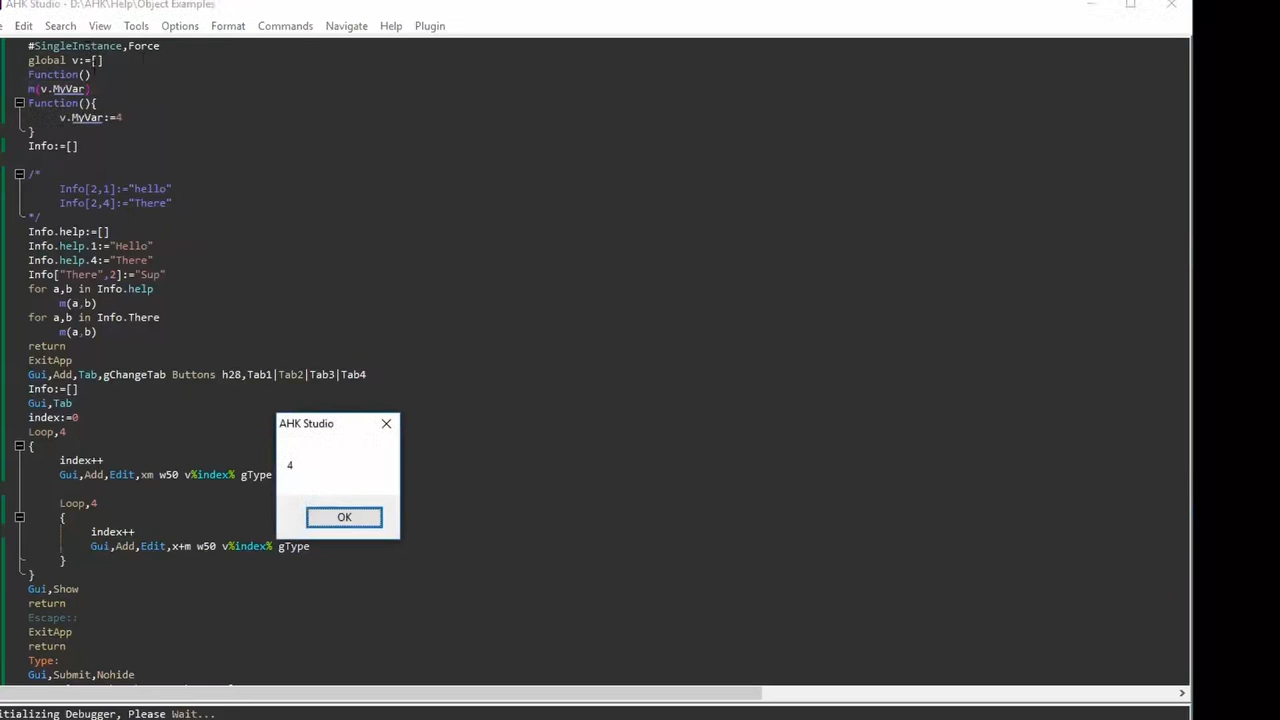 AHK Studio - D:\AHK\Help\Object Examples
Edit Search View Tools Options Format Commands Navigate Help Plugin
#SingleInstance,Force
global v:=[]
Function()
m(v.MyVar)
Function(){
v.MyVar:=4
}
Info:=[]
/*
Info[2,1]:="hello"
Info[2,4]:="There"
*/
Info.help:=[]
Info.help.1:="Hello"
Info.help.4:="There"
Info["There",2]:="Sup"
for a,b in Info.help
m(a,b)
for a,b in Info.There
m(a,b)
return
ExitApp
Gui,Add,Tab,gChangeTab Buttons h28,Tab1|Tab2|Tab3|Tab4
Info:=[]
Gui,Tab
index:=0
Loop,4
{
index++
Gui,Add,Edit,xm w50 v%index% gType
Loop,4
{
index++
Gui,Add,Edit,x+m w50 v%index% gType
}
}
Gui,Show
return
Escape::
ExitApp
return
Type:
Gui,Submit,Nohide
AHK Studio
4
OK
itializing Debugger, Please Wait...